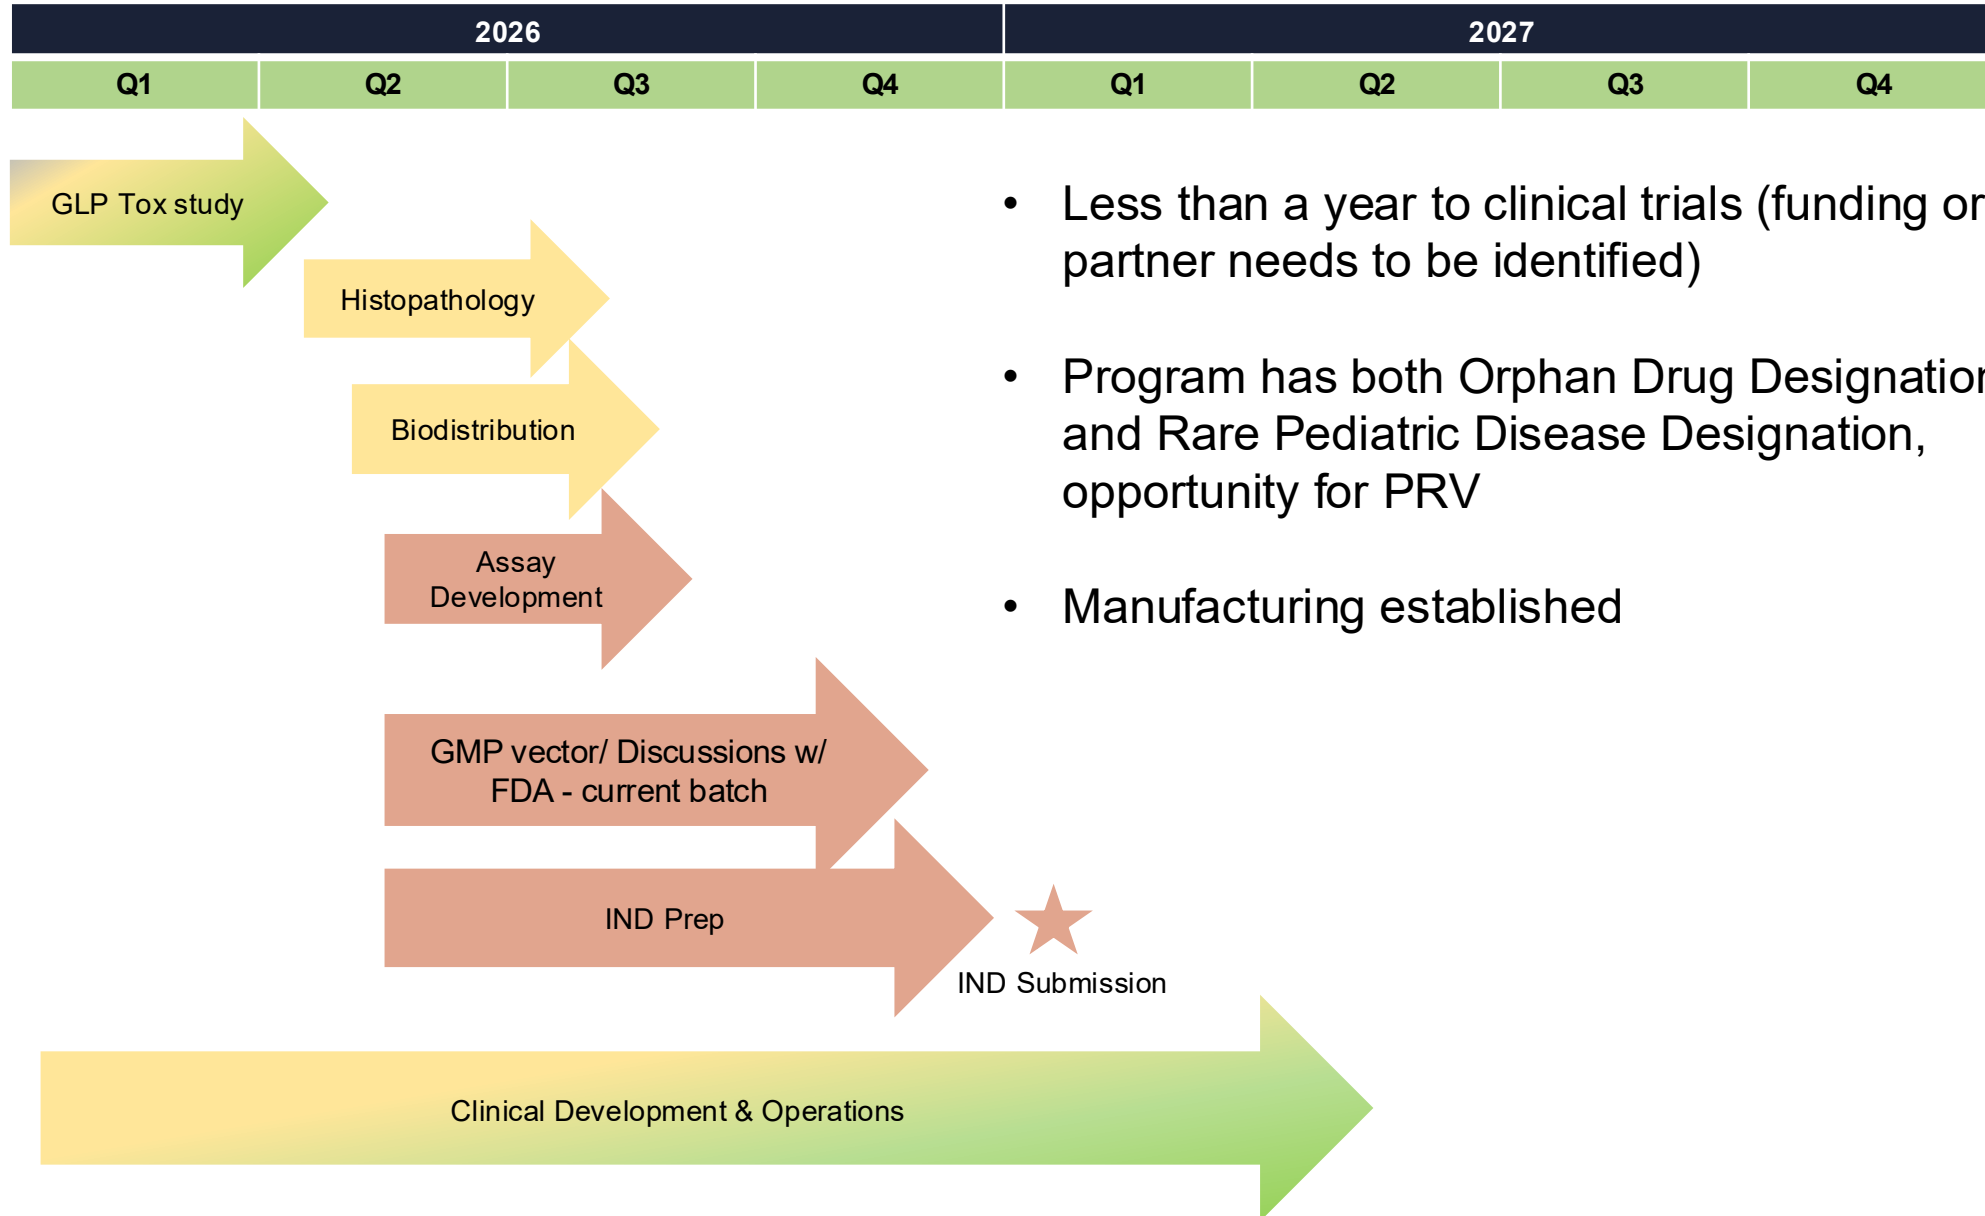 2026 2027
Q1 Q2 Q3 Q4 Q1 Q2 Q3 Q4
GLP Tox study
Histopathology
Biodistribution
Assay
Development
GMP vector/ Discussions w/
FDA - current batch
IND Prep
IND Submission
Clinical Development & Operations
• Less than a year to clinical trials (funding or
partner needs to be identified)
• Program has both Orphan Drug Designation
and Rare Pediatric Disease Designation,
opportunity for PRV
• Manufacturing established